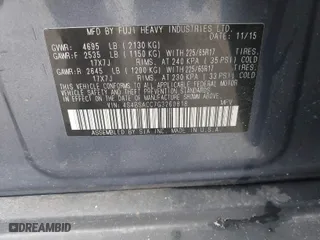 MFD BY FUJI HEAVY INDUSTRIES LTD.
DATE: 11/15
GVWR: 4695 LB ( 2130 KG)
GAWR:F 2535 LB ( 1150 KG) WITH 225/65R17
17X7J TIRES, RIMS, AT 240 KPA ( 35 PSI) COLD
GAWR:R 2645 LB ( 1200 KG) WITH 225/65R17
17X7J TIRES, RIMS, AT 230 KPA ( 33 PSI) COLD
THIS VEHICLE CONFORMS TO ALL APPLICABLE
FEDERAL MOTOR VEHICLE SAFETY, BUMPER,
AND THEFT PREVENTION STANDARDS IN EFFECT ON
THE DATE OF MANUFACTURE SHOWN ABOVE.
VIN:
MPV
ASSEMBLED BY SIA INC. MADE IN U.S.A.